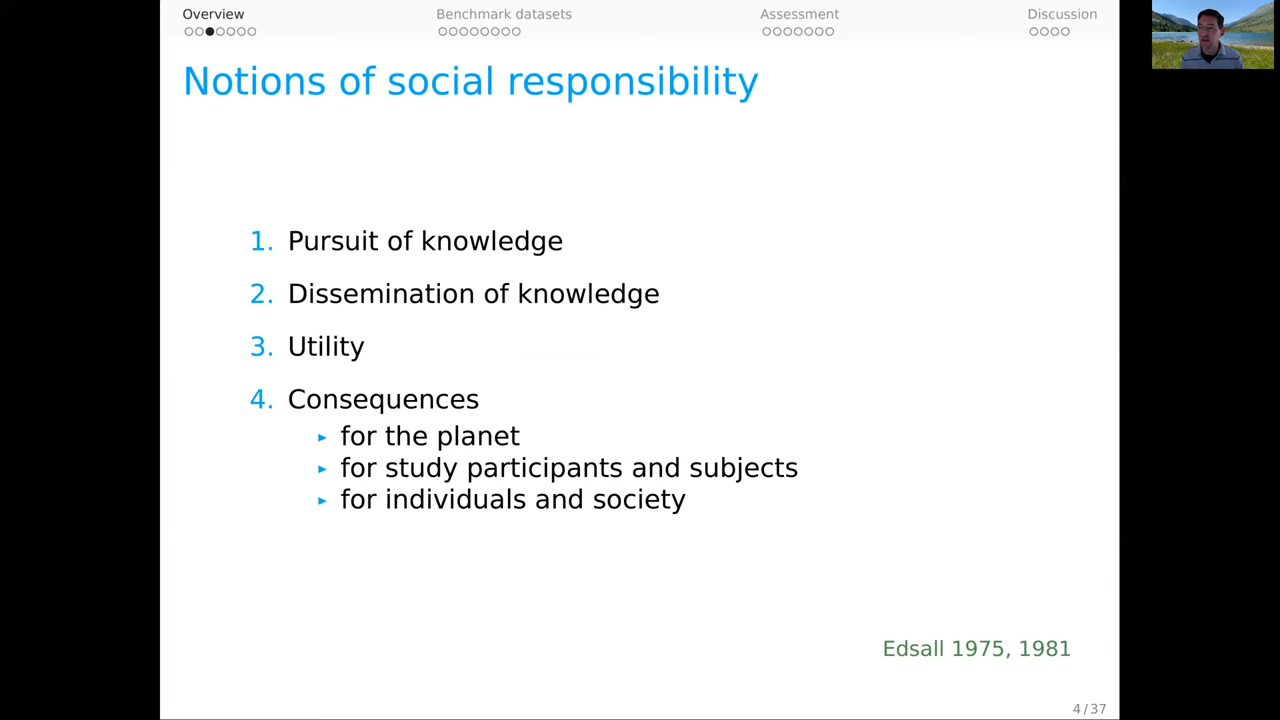 Overview Benchmark datasets Assessment Discussion
Notions of social responsibility
1. Pursuit of knowledge
2. Dissemination of knowledge
3. Utility
4. Consequences
▸ for the planet
▸ for study participants and subjects
▸ for individuals and society
Edsall 1975, 1981
4 / 37